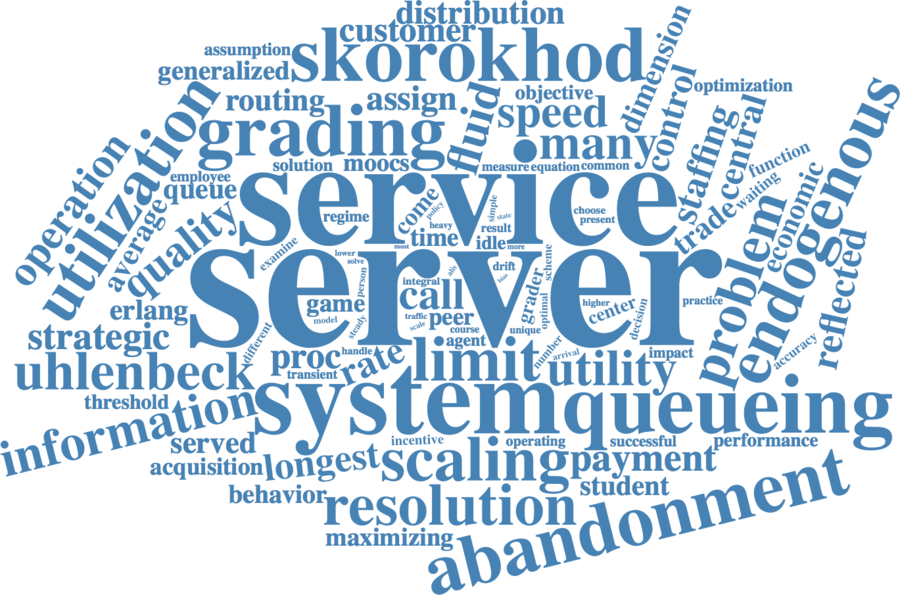 distribution
customer
skorokhod
assumption
generalized
dimension
optimization
routing
assign
objective
speed
control
grading
fluid
many
staffing
central
endogenous
utilization
operation
solution
moocs
measure
equation
common
function
waiting
employee
queue
service
trade
economic
average
quality
regime
come
policy
simple
state
heavy
result
choose
present
time
idle
most
more
examine
lower
solve
server
problem
reflected
erlang
person
integral
drift
bias
scheme
call
grader
optimal
higher
center
decision
practice
game
model
steady
traffic
scale
peer
course
unique
agent
strategic
different
proc
handle
rate
limit
number
arrival
impact
accuracy
uhlenbeck
transient
utility
threshold
information
system
queueing
served
incentive
operating
successful
performance
acquisition
longest
scaling
payment
behavior
student
resolution
abandonment
maximizing